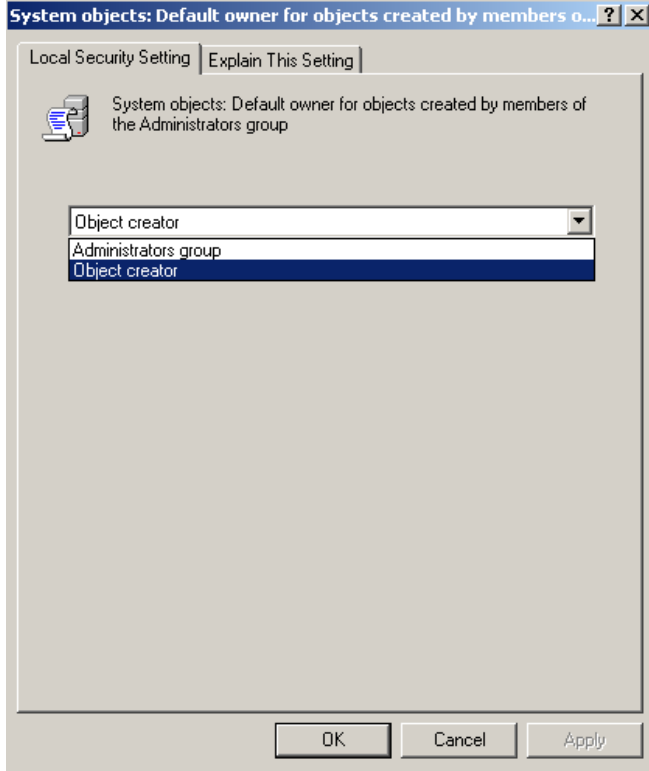 System objects: Default owner for objects created by members o...
Local Security Setting
Explain This Setting
System objects: Default owner for objects created by members of
the Administrators group
Object creator
Administrators group
Object creator
OK
Cancel
Apply